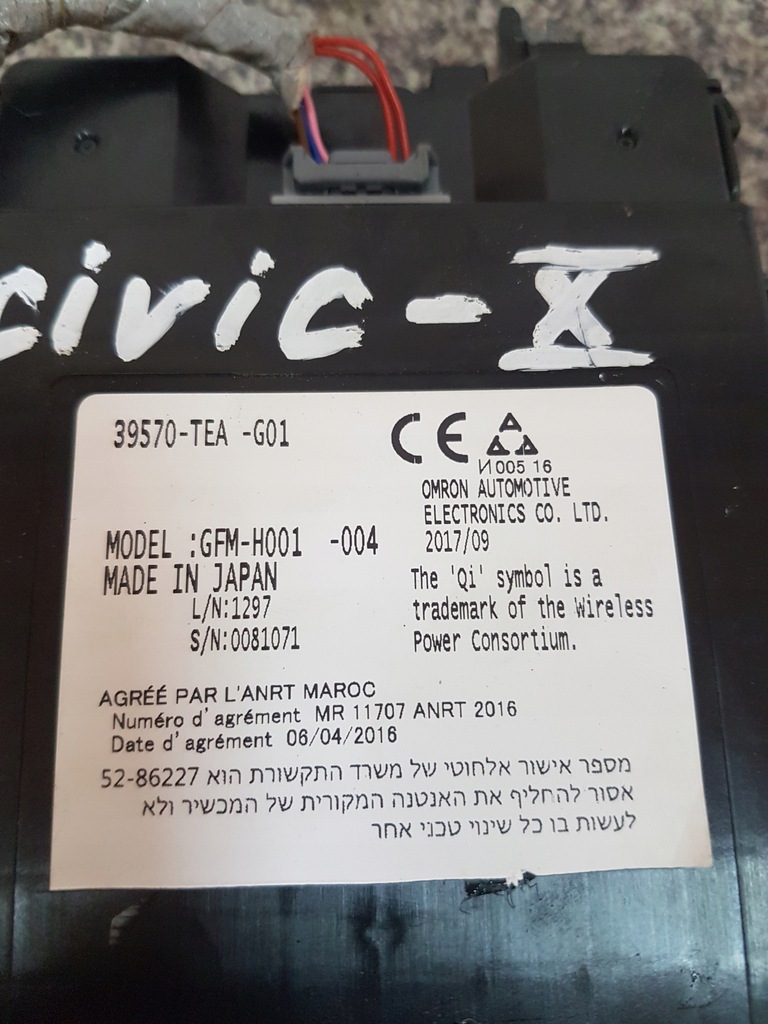 civic-X
39570-TEA -G01
CE
И005 16
OMRON AUTOMOTIVE
ELECTRONICS CO. LTD.
2017/09
MODEL :GFM-H001 -004
MADE IN JAPAN
L/N:1297
S/N:0081071
The 'Qi' symbol is a
trademark of the Wireless
Power Consortium.
AGRÉÉ PAR L'ANRT MAROC
Numéro d'agrément MR 11707 ANRT 2016
Date d'agrément 06/04/2016
מספר אישור אלחוטי של משרד התקשורת הוא 52-86227
אסור להחליף את האנטנה המקורית של המכשיר ולא
לעשות בו כל שינוי טכני אחר